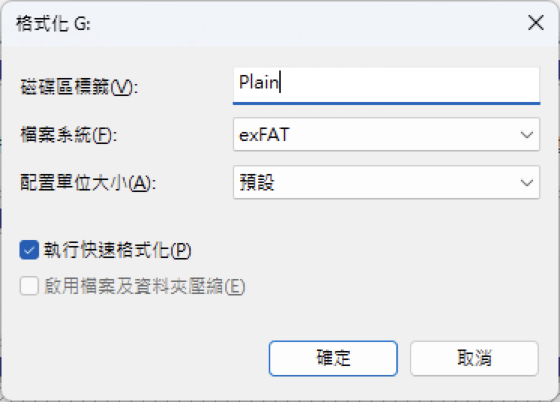 格式化 G:
磁碟區標籤(V):
Plain
檔案系統(F):
exFAT
配置單位大小(A):
預設
執行快速格式化(P)
啟用檔案及資料夾壓縮(E)
確定
取消